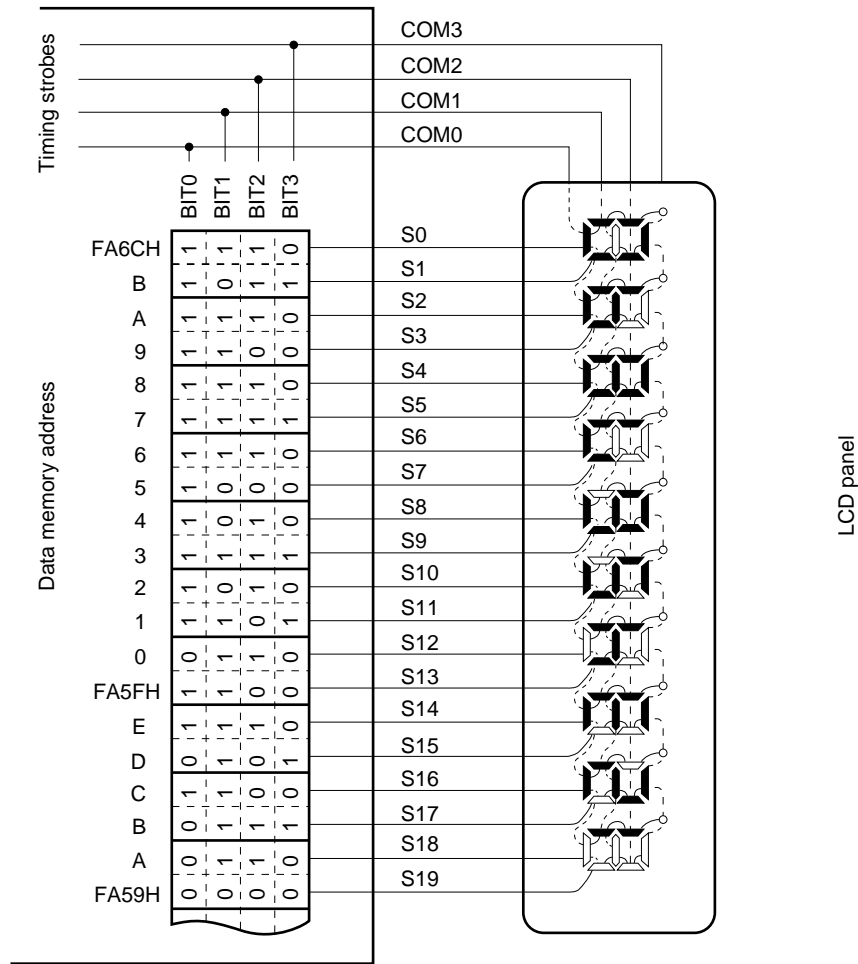 COM3
COM2
COM1
COM0
Timing strobes
BIT0 BIT1 BIT2 BIT3
FA6CH 1 1 1 0 S0
B 1 0 1 1 S1
A 1 1 1 0 S2
9 1 1 0 0 S3
8 1 1 1 0 S4
7 1 1 1 1 S5
6 1 1 1 0 S6
5 1 0 0 0 S7
4 1 0 1 0 S8
3 1 1 1 1 S9
2 1 0 1 0 S10
1 1 1 0 1 S11
0 0 1 1 0 S12
FA5FH 1 1 0 0 S13
E 1 1 1 0 S14
D 0 1 0 1 S15
C 1 1 0 0 S16
B 0 1 1 1 S17
A 0 1 1 0 S18
FA59H 0 0 0 0 S19
Data memory address
LCD panel